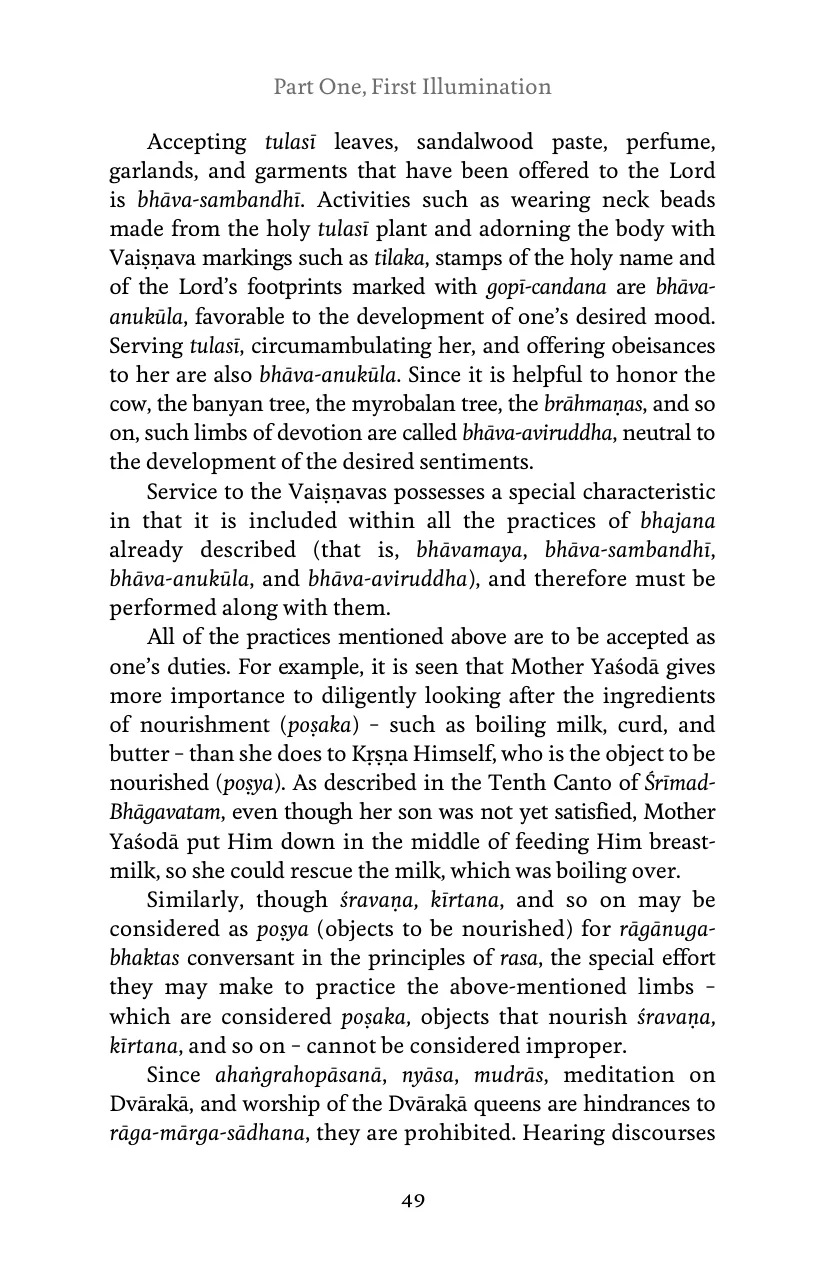 Part One, First Illumination
Accepting tulasī leaves, sandalwood paste, perfume,
garlands, and garments that have been offered to the Lord
is bhāva-sambandhī. Activities such as wearing neck beads
made from the holy tulasī plant and adorning the body with
Vaiṣṇava markings such as tilaka, stamps of the holy name and
of the Lord’s footprints marked with gopī-candana are bhāva-
anukūla, favorable to the development of one’s desired mood.
Serving tulasī, circumambulating her, and offering obeisances
to her are also bhāva-anukūla. Since it is helpful to honor the
cow, the banyan tree, the myrobalan tree, the brāhmaṇas, and so
on, such limbs of devotion are called bhāva-aviruddha, neutral to
the development of the desired sentiments.
Service to the Vaiṣṇavas possesses a special characteristic
in that it is included within all the practices of bhajana
already described (that is, bhāvamaya, bhāva-sambandhī,
bhāva-anukūla, and bhāva-aviruddha), and therefore must be
performed along with them.
All of the practices mentioned above are to be accepted as
one’s duties. For example, it is seen that Mother Yaśodā gives
more importance to diligently looking after the ingredients
of nourishment (poṣaka) – such as boiling milk, curd, and
butter – than she does to Kṛṣṇa Himself, who is the object to be
nourished (poṣya). As described in the Tenth Canto of Śrīmad-
Bhāgavatam, even though her son was not yet satisfied, Mother
Yaśodā put Him down in the middle of feeding Him breast-
milk, so she could rescue the milk, which was boiling over.
Similarly, though śravaṇa, kīrtana, and so on may be
considered as poṣya (objects to be nourished) for rāgānuga-
bhaktas conversant in the principles of rasa, the special effort
they may make to practice the above-mentioned limbs –
which are considered poṣaka, objects that nourish śravaṇa,
kīrtana, and so on – cannot be considered improper.
Since ahaṅgrahopāsanā, nyāsa, mudrās, meditation on
Dvārakā, and worship of the Dvārakā queens are hindrances to
rāga-mārga-sādhana, they are prohibited. Hearing discourses
49